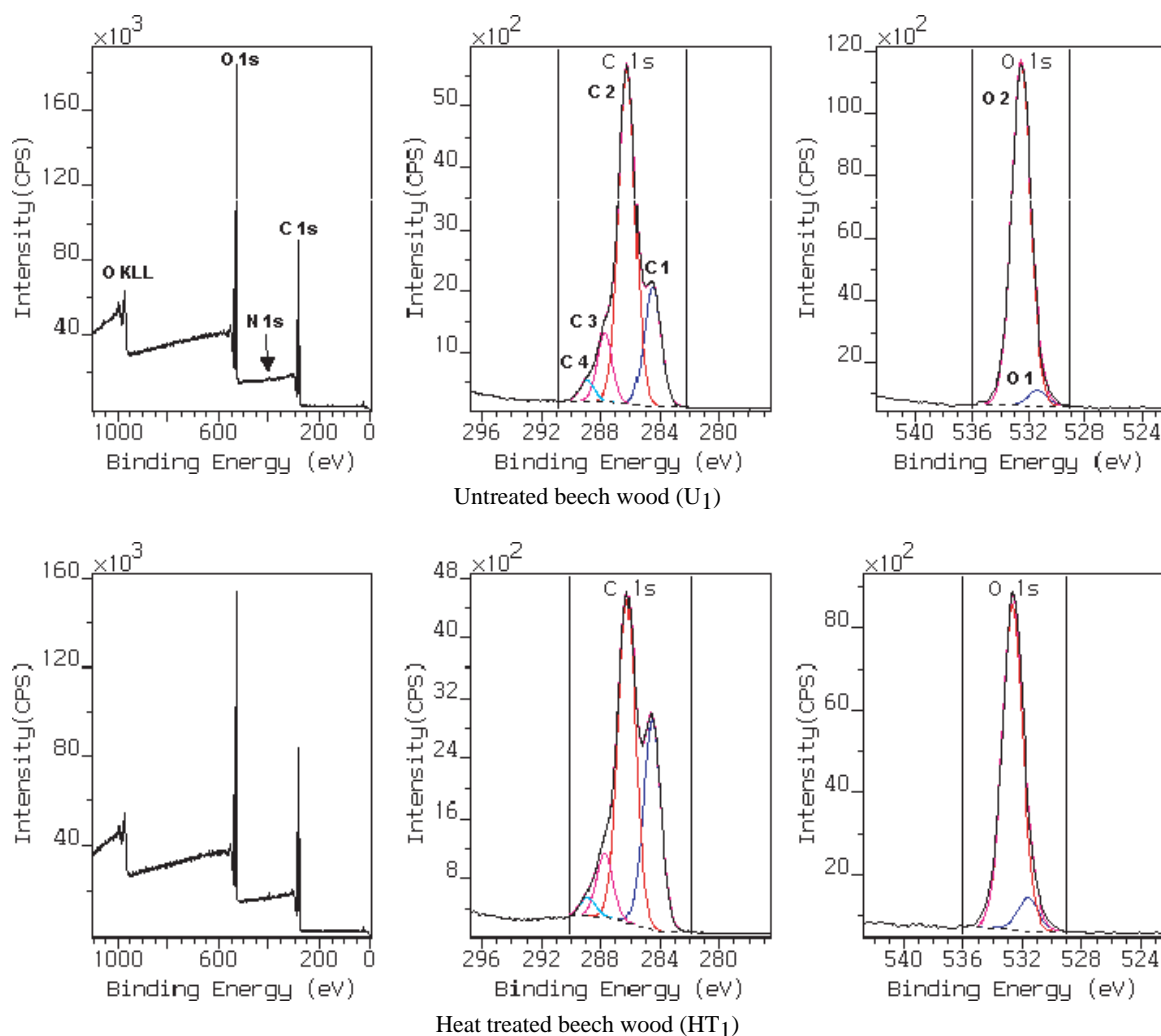 ×10³
O 1s
160
120
80
40
O KLL
N 1s
C 1s
Intensity(CPS)
1000 600 200 0
Binding Energy (eV)
×10²
C 1s
C 2
50
40
30
20
10
C 1
C 3
C 4
Intensity(CPS)
296 292 288 284 280
Binding Energy (eV)
×10²
120
O 1s
O 2
100
80
60
40
20
O 1
Intensity(CPS)
540 536 532 528 524
Binding Energy (eV)
Untreated beech wood (U₁)
160 ×10³
120
80
40
Intensity(CPS)
1000 600 200 0
Binding Energy (eV)
48 ×10²
C 1s
40
32
24
16
8
Intensity(CPS)
296 292 288 284 280
Binding Energy (eV)
×10²
O 1s
80
60
40
20
Intensity(CPS)
540 536 532 528 524
Binding Energy (eV)
Heat treated beech wood (HT₁)